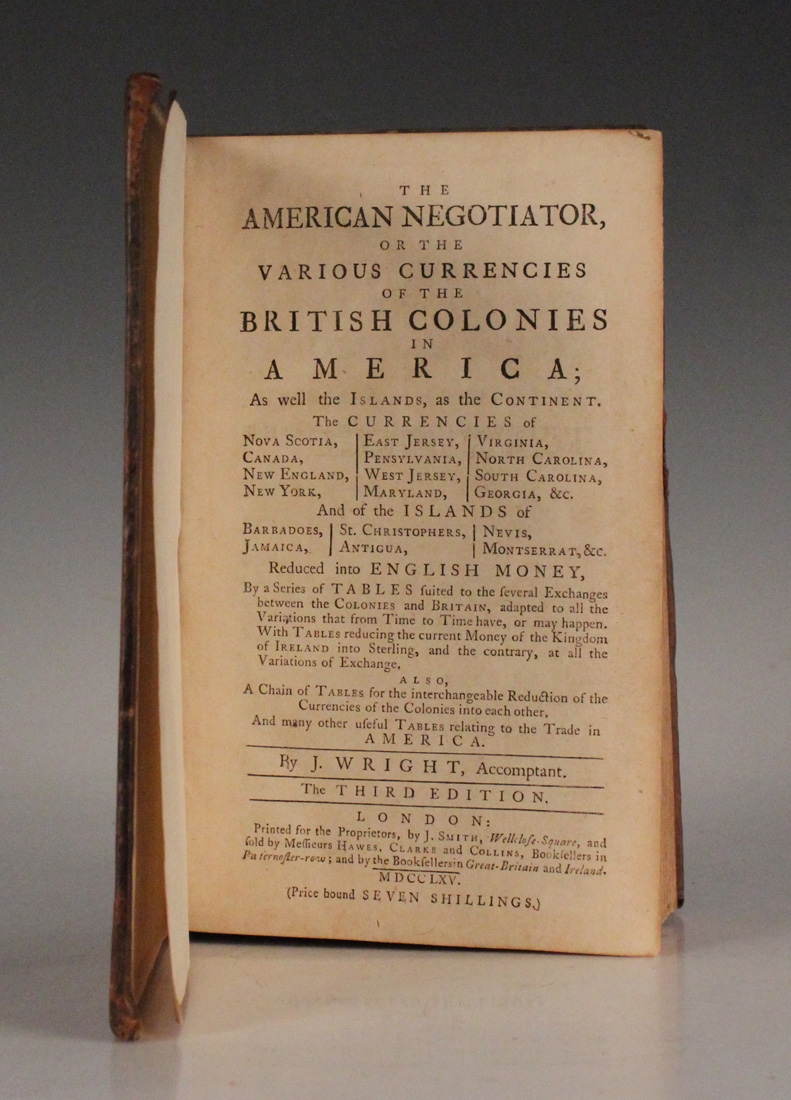 THE
AMERICAN NEGOTIATOR,
OR THE
VARIOUS CURRENCIES
OF THE
BRITISH COLONIES
IN
AMERICA;
As well the ISLANDS, as the CONTINENT.
The CURRENCIES of
NOVA SCOTIA, | EAST JERSEY, | VIRGINIA,
CANADA, | PENSYLVANIA, | NORTH CAROLINA,
NEW ENGLAND, | WEST JERSEY, | SOUTH CAROLINA,
NEW YORK, | MARYLAND, | GEORGIA, &c.
And of the ISLANDS of
BARBADOES, | ST. CHRISTOPHERS, | NEVIS,
JAMAICA, | ANTIGUA, | MONTSERRAT, &c.
Reduced into ENGLISH MONEY,
By a Series of TABLES ſuited to the ſeveral Exchanges
between the COLONIES and BRITAIN, adapted to all the
Variations that from Time to Time have, or may happen.
With TABLES reducing the current Money of the Kingdom
of IRELAND into Sterling, and the contrary, at all the
Variations of Exchange.
ALSO,
A Chain of TABLES for the interchangeable Reduction of the
Currencies of the Colonies into each other,
And many other uſeful TABLES relating to the Trade in
AMERICA.
By J. WRIGHT, Accomptant.
The THIRD EDITION.
LONDON:
Printed for the Proprietors, by J. SMITH, Wellcloſe-Square, and
ſold by Meſſieurs HAWES, CLARKE and COLLINS, Bookſellers in
Paternoſter-row; and by the Bookſellers in Great-Britain and Ireland.
MDCCLXV.
(Price bound SEVEN SHILLINGS.)